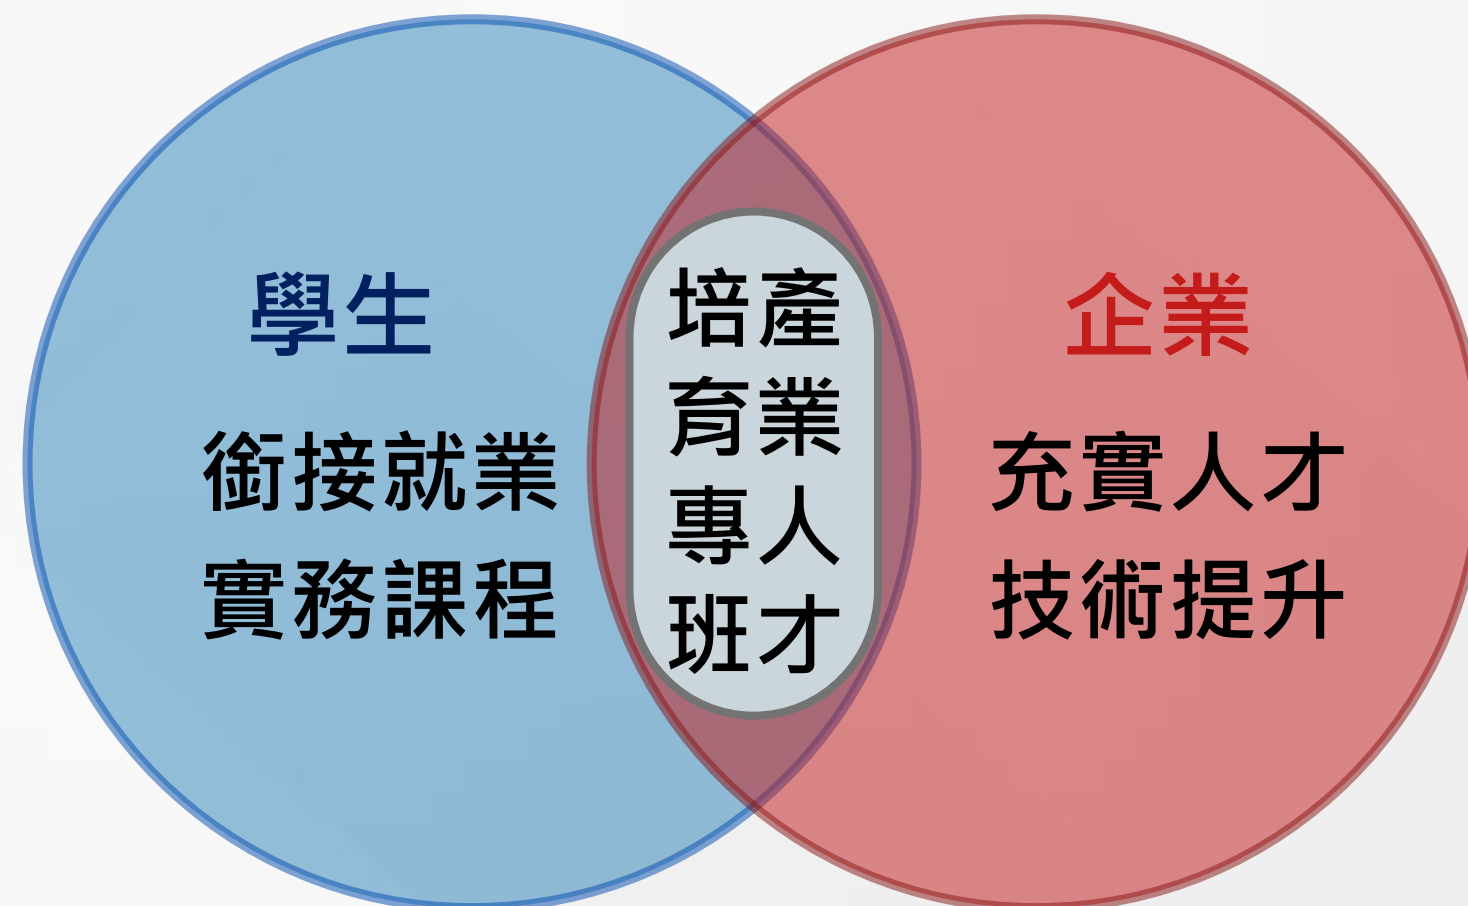 學生
銜接就業
實務課程
產業人才
培育專班
企業
充實人才
技術提升